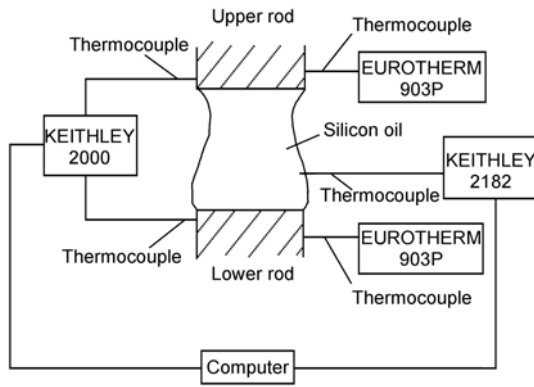 Upper rod
Thermocouple
Thermocouple
EUROTHERM
903P
Silicon oil
KEITHLEY
2000
KEITHLEY
2182
Thermocouple
Thermocouple
EUROTHERM
903P
Lower rod
Thermocouple
Computer